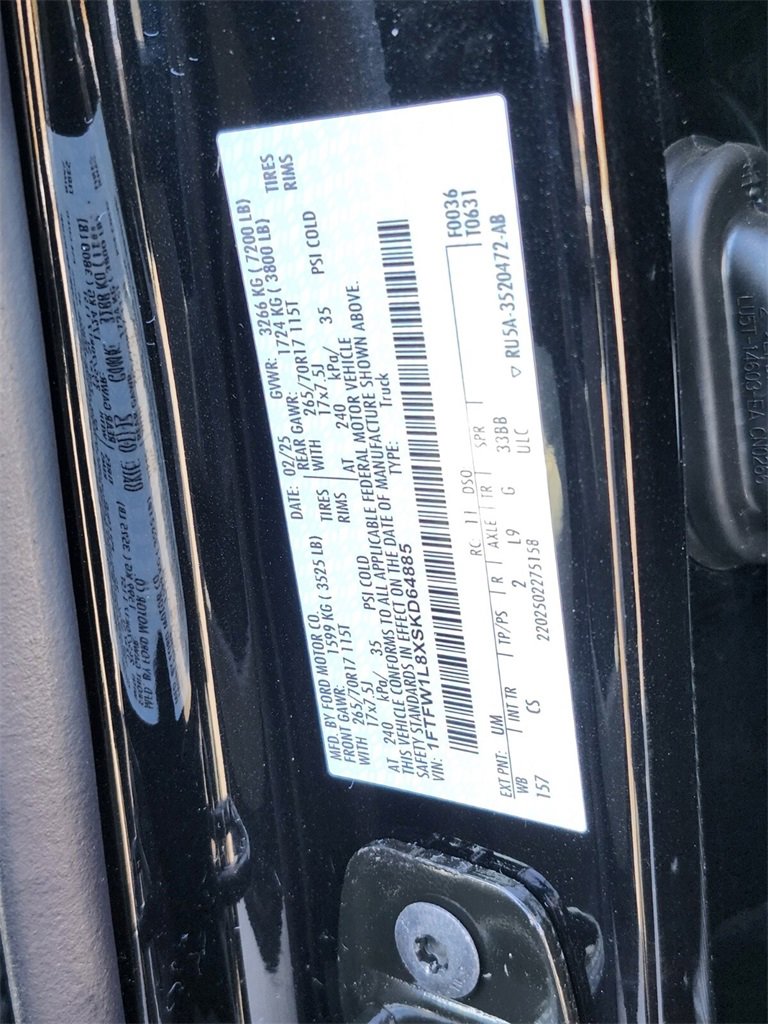 MFD. BY FORD MOTOR CO.
DATE: 02/25 GVWR: 3266 KG ( 7200 LB)
FRONT GAWR: 1599 KG ( 3525 LB) REAR GAWR: 1724 KG ( 3800 LB)
WITH 265/70R17 115T TIRES WITH 265/70R17 115T TIRES
17x7.5J RIMS 17x7.5J RIMS
AT 240 kPa/ 35 PSI COLD AT 240 kPa/ 35 PSI COLD
THIS VEHICLE CONFORMS TO ALL APPLICABLE FEDERAL MOTOR VEHICLE
SAFETY STANDARDS IN EFFECT ON THE DATE OF MANUFACTURE SHOWN ABOVE.
VIN: 1FTFW1L8XSKD64885 TYPE: Truck
F0036
T0631
EXT PNT: UM RC: 11 DSO
WB INT TR TP/PS R AXLE TR SPR
157 CS 2 L9 G 33BB
ULC
2202502275158 ▽ RU5A-3520472-AB